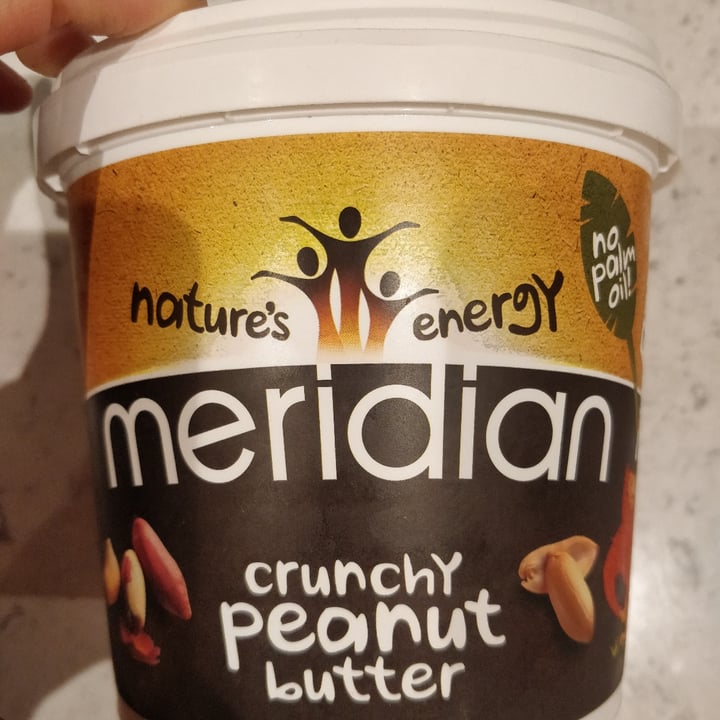 nature's energy
no
palm
oil!
meridian
crunchy
peanut
butter